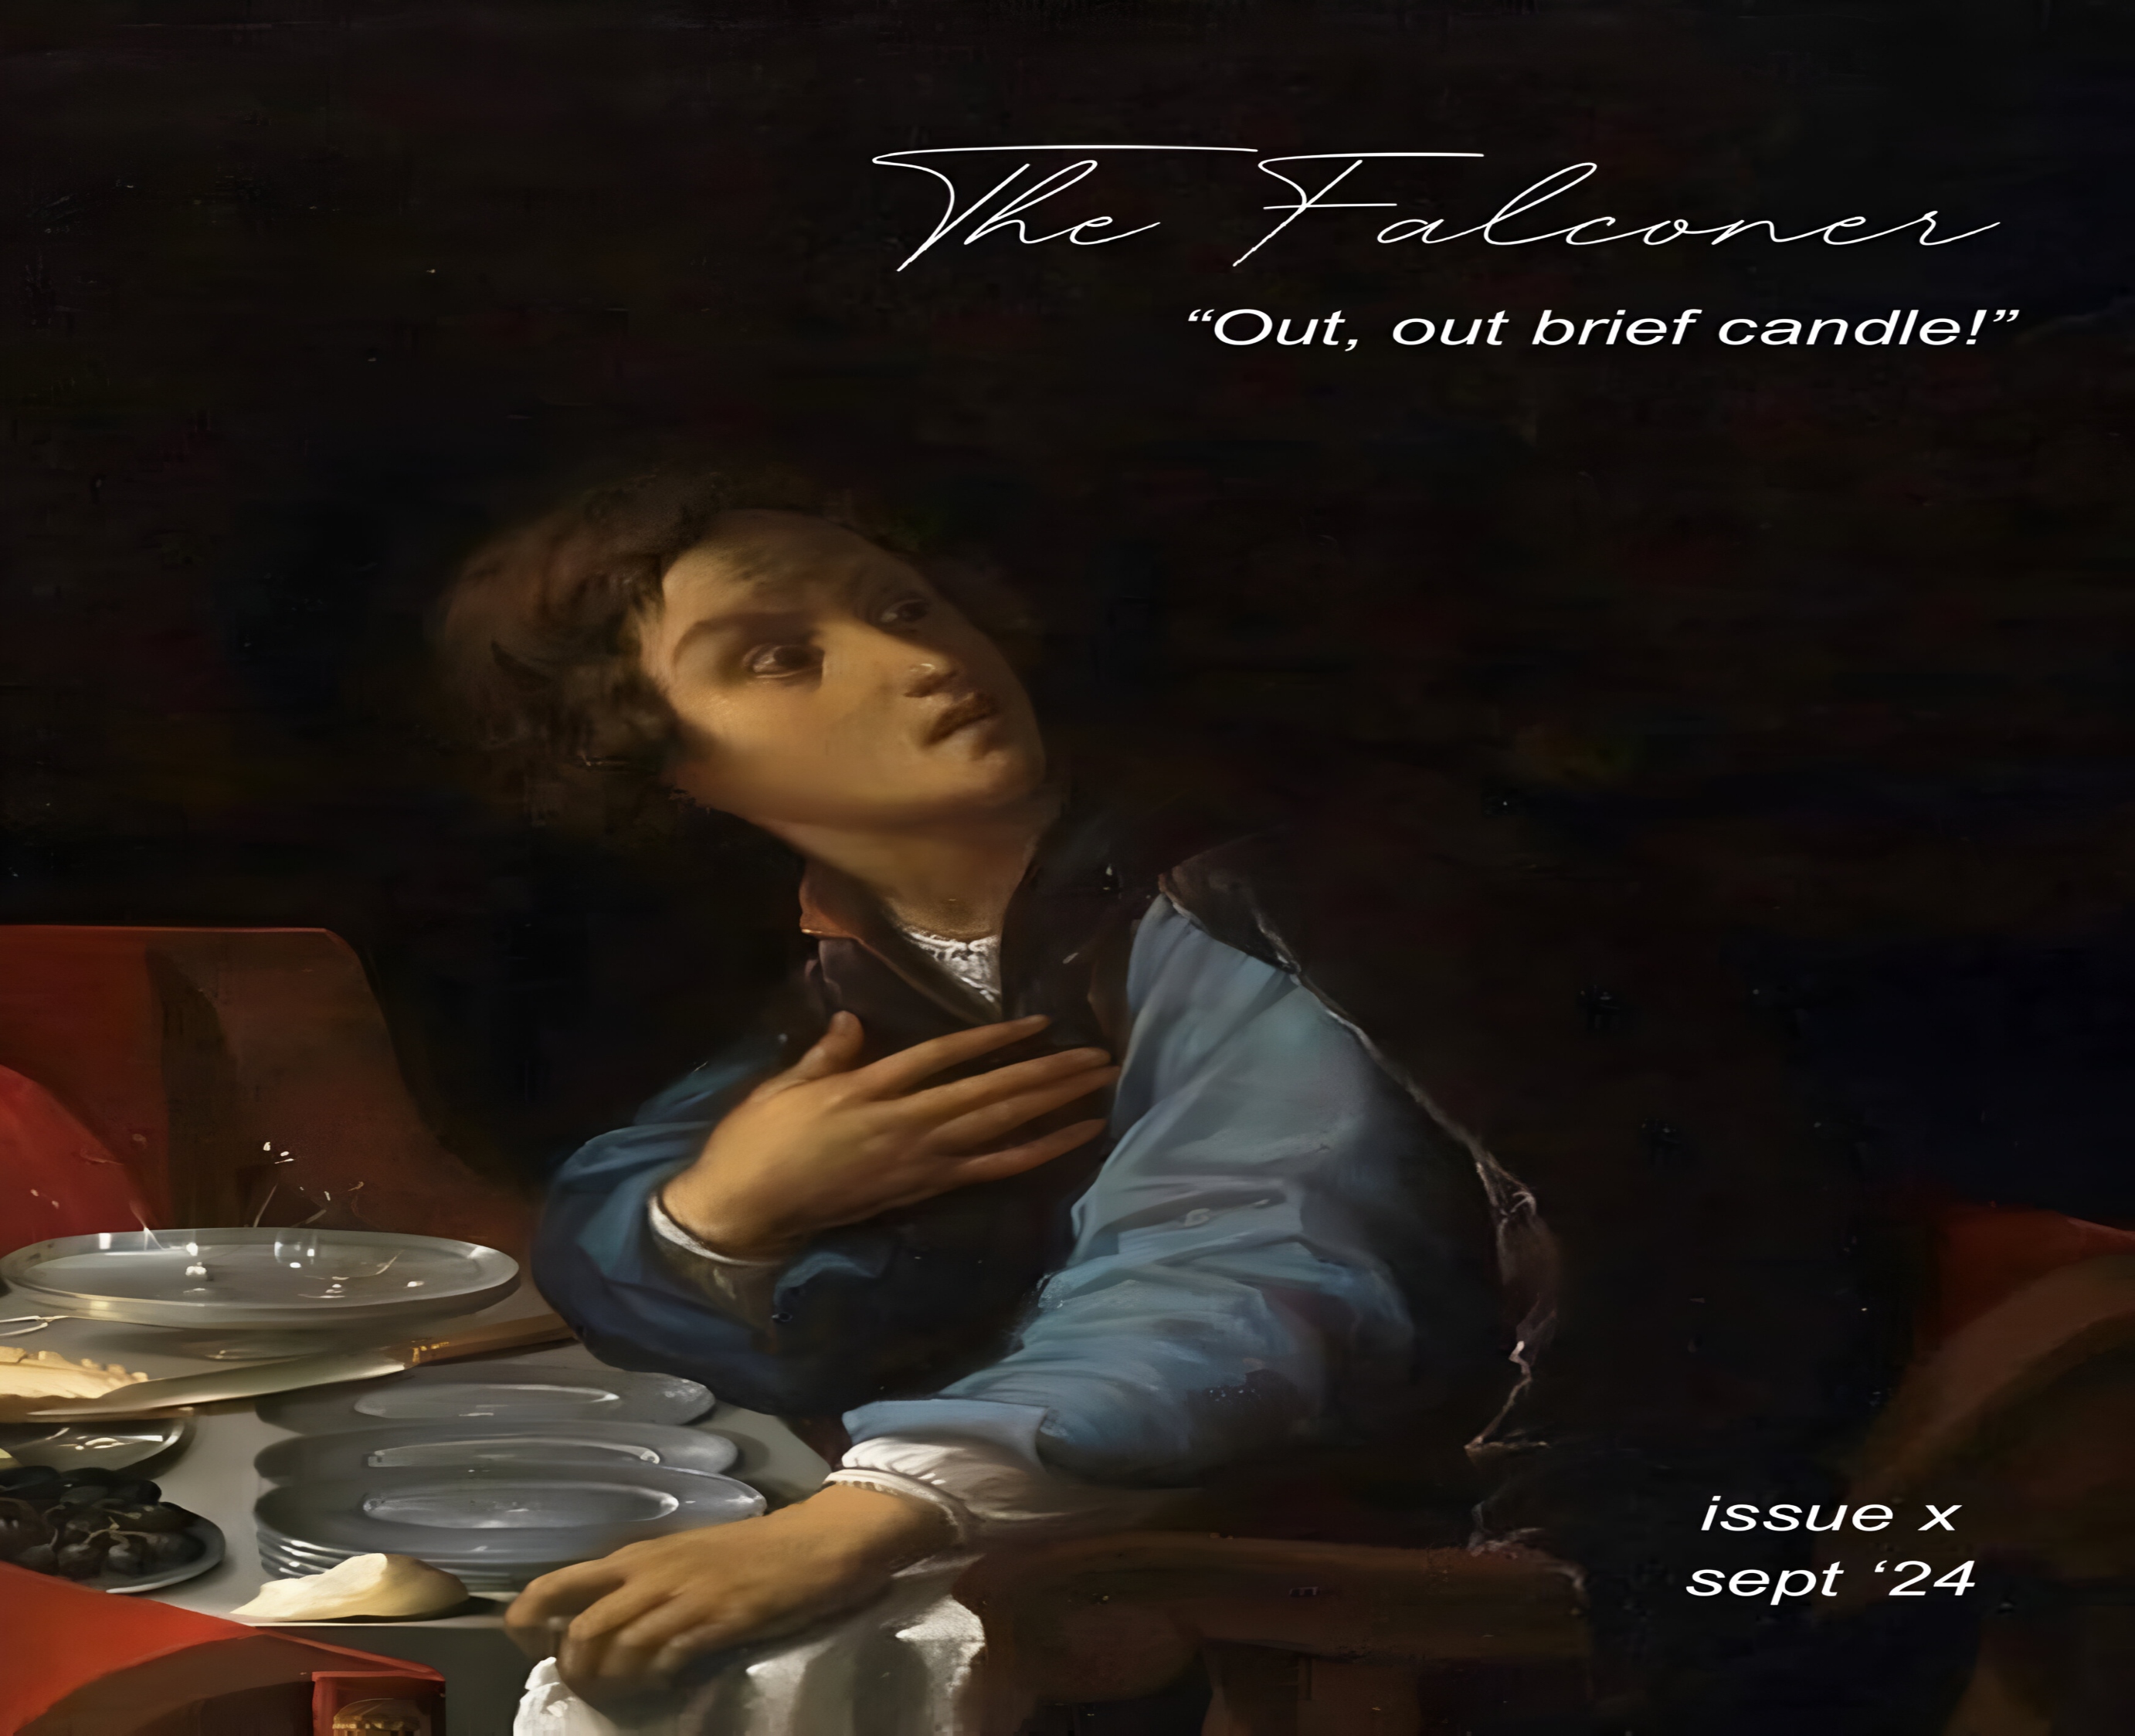 The Falconer
“Out, out brief candle!”
issue x
sept ‘24